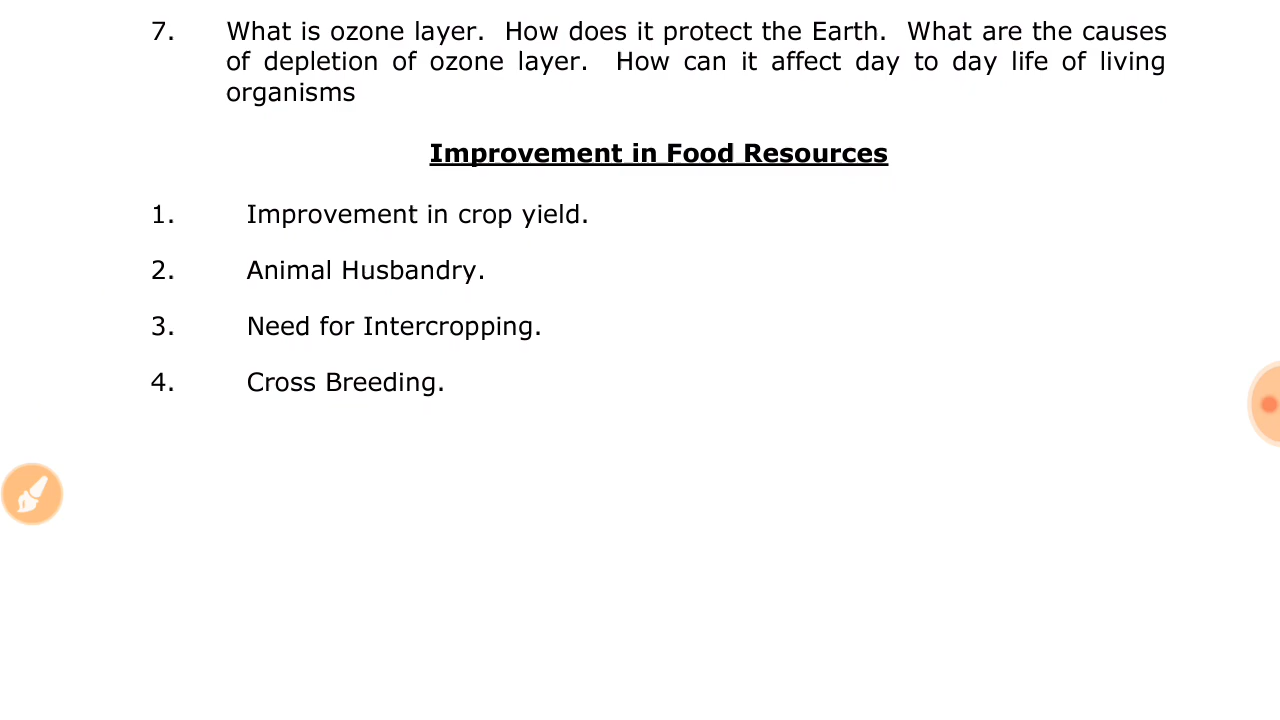 7. What is ozone layer. How does it protect the Earth. What are the causes
of depletion of ozone layer. How can it affect day to day life of living
organisms
Improvement in Food Resources
1. Improvement in crop yield.
2. Animal Husbandry.
3. Need for Intercropping.
4. Cross Breeding.